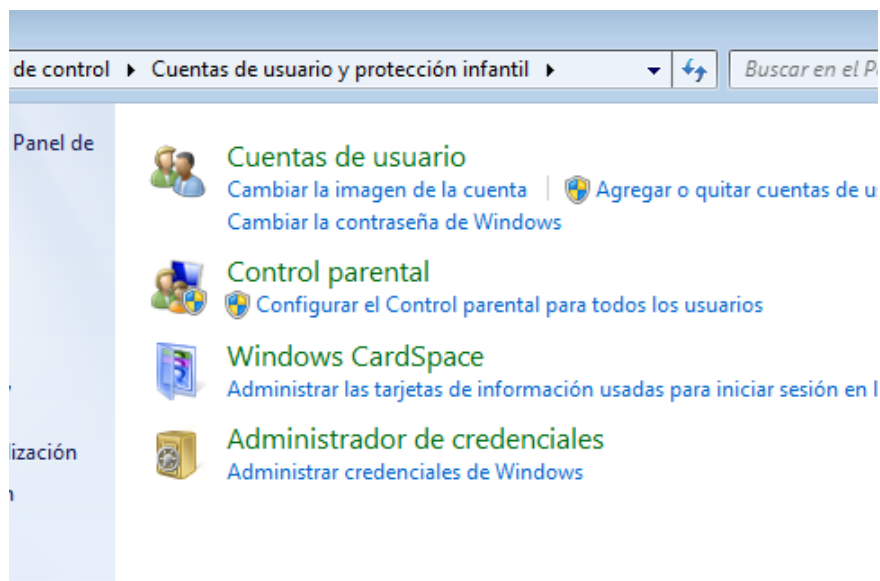 de control ▸ Cuentas de usuario y protección infantil ▸ Buscar en el
Panel de
Cuentas de usuario
Cambiar la imagen de la cuenta Agregar o quitar cuentas de
Cambiar la contraseña de Windows
Control parental
Configurar el Control parental para todos los usuarios
Windows CardSpace
Administrar las tarjetas de información usadas para iniciar sesión en
Administrador de credenciales
lización
Administrar credenciales de Windows